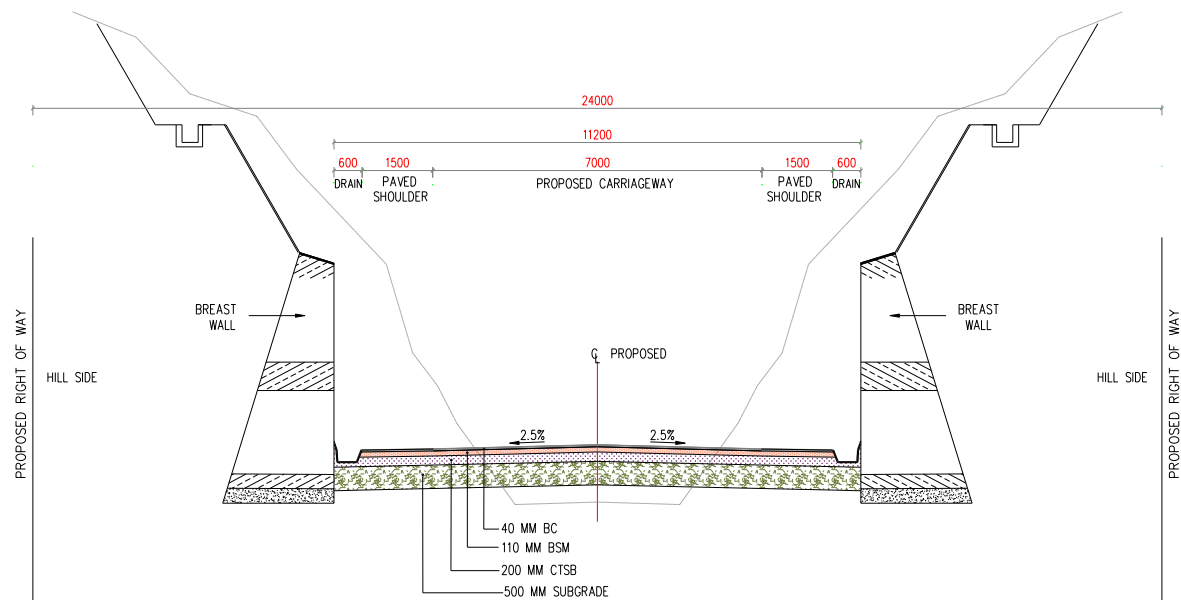 24000
11200
600
1500
7000
1500
600
DRAIN
PAVED
SHOULDER
PROPOSED CARRIAGEWAY
PAVED
SHOULDER
DRAIN
BREAST
WALL
BREAST
WALL
PROPOSED RIGHT OF WAY
HILL SIDE
℄ PROPOSED
HILL SIDE
PROPOSED RIGHT OF WAY
2.5%
2.5%
40 MM BC
110 MM BSM
200 MM CTSB
500 MM SUBGRADE